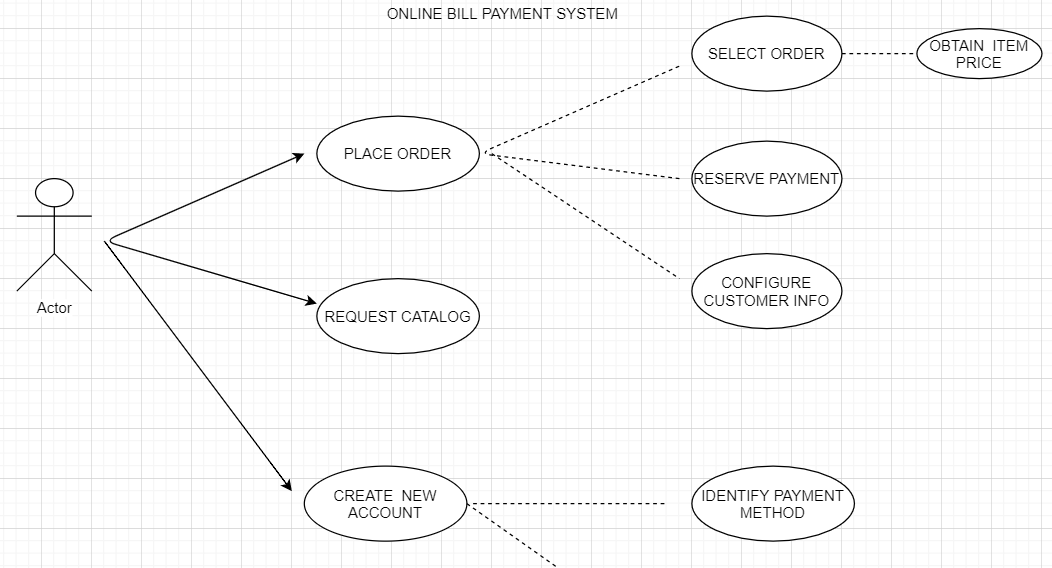 ONLINE BILL PAYMENT SYSTEM
SELECT ORDER
OBTAIN ITEM
PRICE
PLACE ORDER
RESERVE PAYMENT
Actor
CONFIGURE
CUSTOMER INFO
REQUEST CATALOG
CREATE NEW
ACCOUNT
IDENTIFY PAYMENT
METHOD